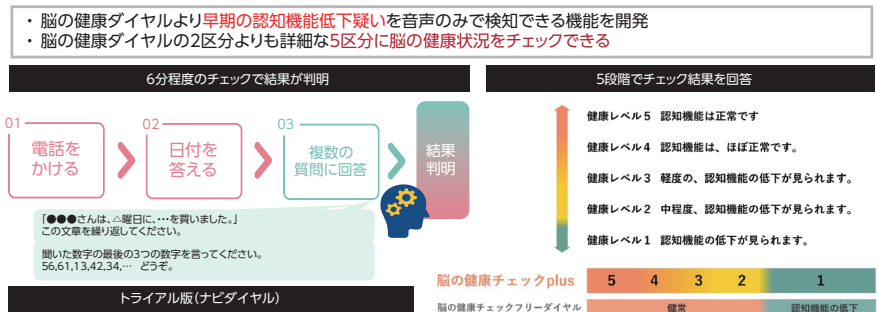 ・ 脳の健康ダイヤルより早期の認知機能低下疑いを音声のみで検知できる機能を開発
・ 脳の健康ダイヤルの2区分よりも詳細な5区分に脳の健康状況をチェックできる
6分程度のチェックで結果が判明
01
電話を
かける
02
日付を
答える
03
複数の
質問に回答
結果
判明
「●●●さんは、△曜日に、・・・を買いました。」
この文章を繰り返してください。
聞いた数字の最後の3つの数字を言ってください。
56,61,13,42,34,… どうぞ。
トライアル版(ナビダイヤル)
5段階でチェック結果を回答
健康レベル5 認知機能は正常です
健康レベル4 認知機能は、ほぼ正常です。
健康レベル3 軽度の、認知機能の低下が見られます。
健康レベル2 中程度、認知機能の低下が見られます。
健康レベル1 認知機能の低下が見られます。
脳の健康チェックplus 5 4 3 2 1
脳の健康チェックフリーダイヤル 健常 認知機能の低下